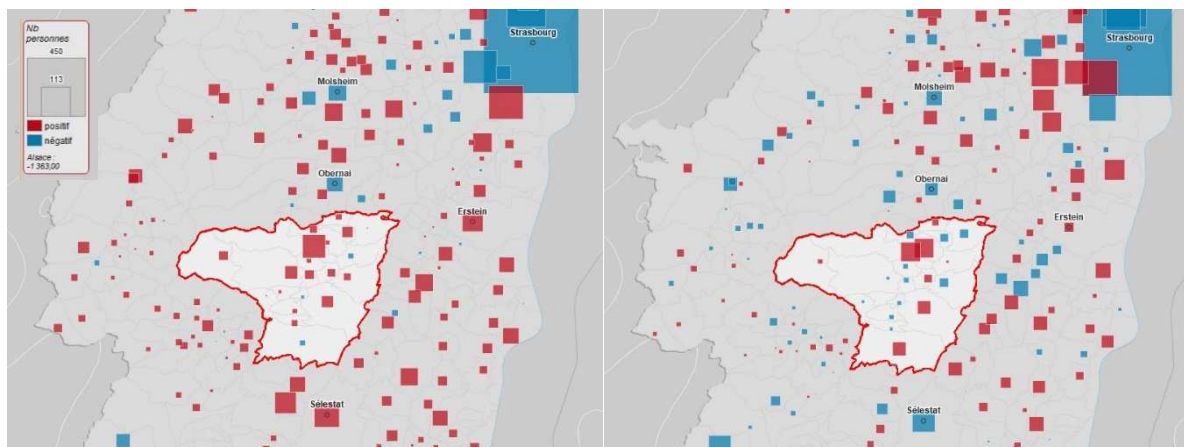 Nb
personnes
450
113
positif
négatif
Alsace :
-1 363,00
Strasbourg
Molsheim
Obernai
Erstein
Sélestat
Strasbourg
Molsheim
Obernai
Erstein
Sélestat